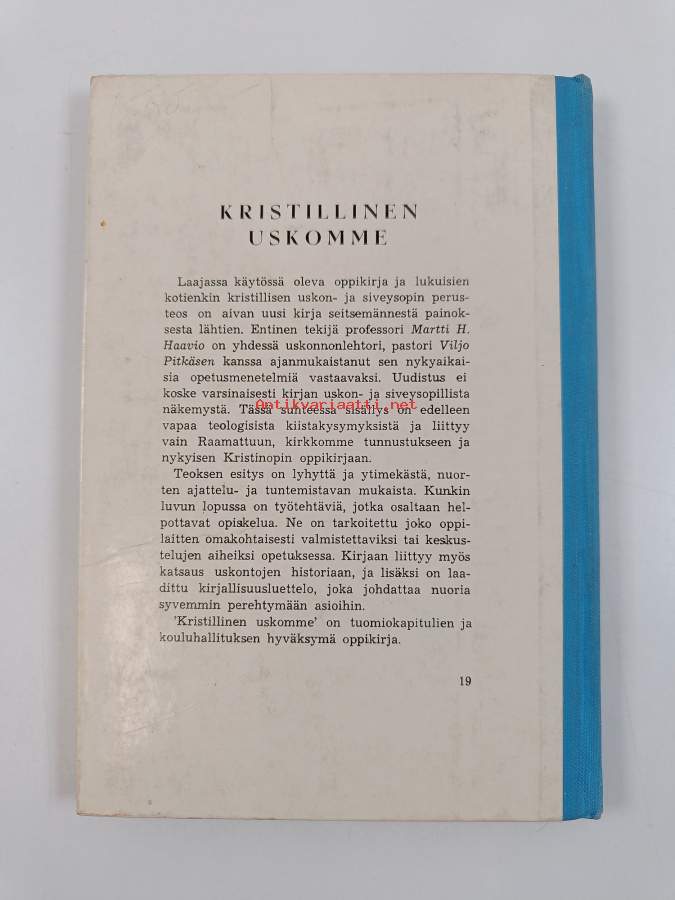 KRISTILLINEN
USKOMME
Laajassa käytössä oleva oppikirja ja lukuisien
kotienkin kristillisen uskon- ja siveysopin perus-
teos on aivan uusi kirja seitsemännestä painok-
sesta lähtien. Entinen tekijä professori Martti H.
Haavio on yhdessä uskonnonlehtori, pastori Viljo
Pitkäsen kanssa ajanmukaistanut sen nykyaikai-
sia opetusmenetelmiä vastaavaksi. Uudistus ei
koske varsinaisesti kirjan uskon- ja siveysopillista
Antikvariaatti.net
näkemystä. Tässä suhteessa sisällys on edelleen
vapaa teologisista kiistakysymyksistä ja liittyy
vain Raamattuun, kirkkomme tunnustukseen ja
nykyisen Kristinopin oppikirjaan.
Teoksen esitys on lyhyttä ja ytimekästä, nuor-
ten ajattelu- ja tuntemistavan mukaista. Kunkin
luvun lopussa on työtehtäviä, jotka osaltaan hel-
pottavat opiskelua. Ne on tarkoitettu joko oppi-
laitten omakohtaisesti valmistettaviksi tai keskus-
telujen aiheiksi opetuksessa. Kirjaan liittyy myös
katsaus uskontojen historiaan, ja lisäksi on laa-
dittu kirjallisuusluettelo, joka johdattaa nuoria
syvemmin perehtymään asioihin.
'Kristillinen uskomme' on tuomiokapitulien ja
kouluhallituksen hyväksymä oppikirja.
19